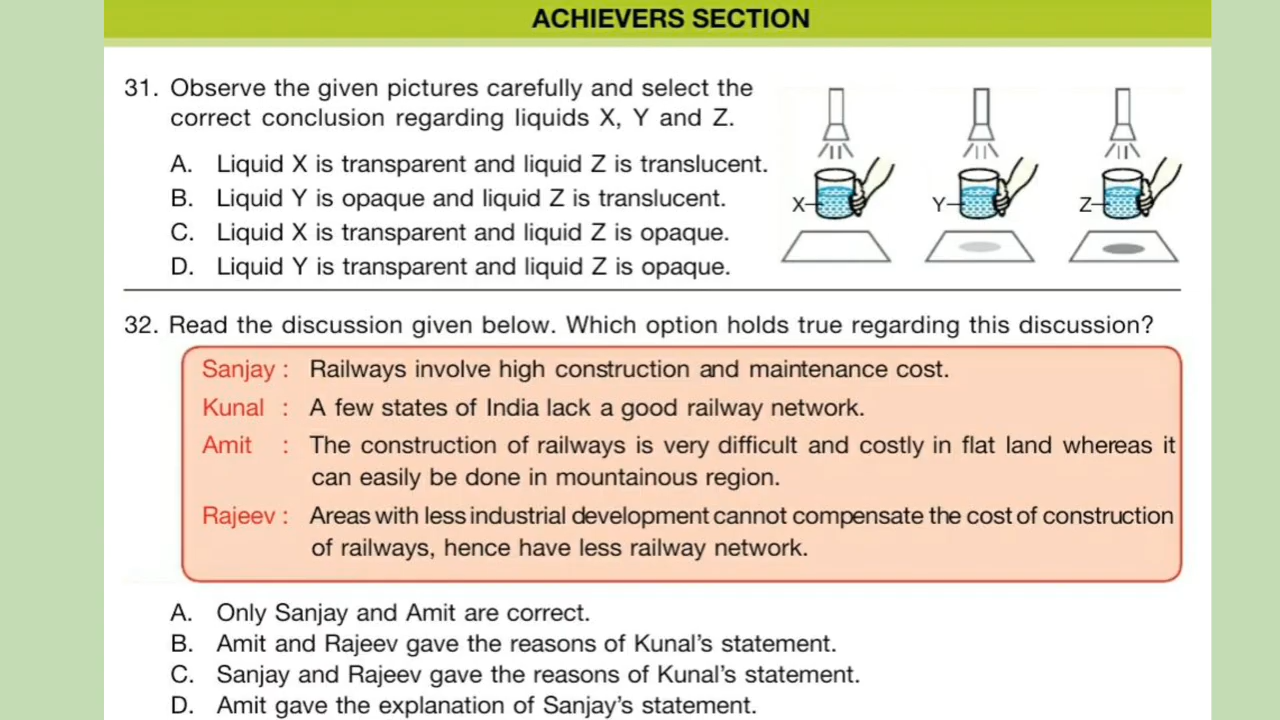 ACHIEVERS SECTION
31. Observe the given pictures carefully and select the
correct conclusion regarding liquids X, Y and Z.
A. Liquid X is transparent and liquid Z is translucent.
B. Liquid Y is opaque and liquid Z is translucent.
C. Liquid X is transparent and liquid Z is opaque.
D. Liquid Y is transparent and liquid Z is opaque.
X Y Z
32. Read the discussion given below. Which option holds true regarding this discussion?
Sanjay : Railways involve high construction and maintenance cost.
Kunal : A few states of India lack a good railway network.
Amit : The construction of railways is very difficult and costly in flat land whereas it
can easily be done in mountainous region.
Rajeev : Areas with less industrial development cannot compensate the cost of construction
of railways, hence have less railway network.
A. Only Sanjay and Amit are correct.
B. Amit and Rajeev gave the reasons of Kunal's statement.
C. Sanjay and Rajeev gave the reasons of Kunal's statement.
D. Amit gave the explanation of Sanjay's statement.